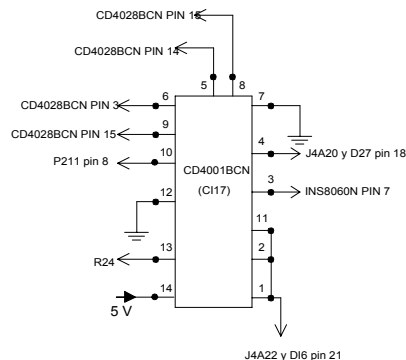 CD4028BCN PIN 15
CD4028BCN PIN 14
5 8
CD4028BCN PIN 3
6
7
CD4028BCN PIN 15
9
4
J4A20 y D27 pin 18
P211 pin 8
10
CD4001BCN
(CI17)
3
INS8060N PIN 7
12
11
R24
13
2
5 V
14
1
J4A22 y DI6 pin 21